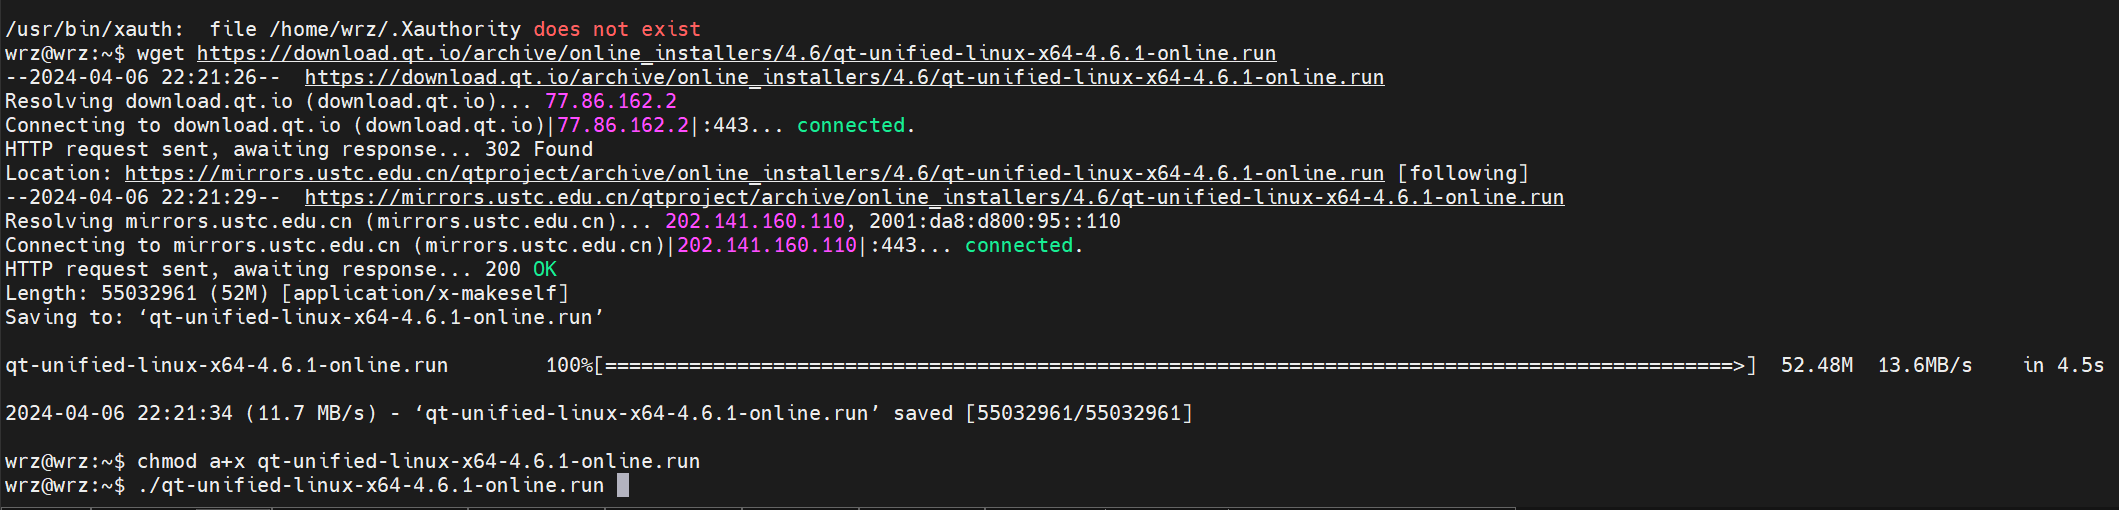 /usr/bin/xauth:  file /home/wrz/.Xauthority does not exist
wrz@wrz:~$ wget https://download.qt.io/archive/online_installers/4.6/qt-unified-linux-x64-4.6.1-online.run
--2024-04-06 22:21:26--  https://download.qt.io/archive/online_installers/4.6/qt-unified-linux-x64-4.6.1-online.run
Resolving download.qt.io (download.qt.io)... 77.86.162.2
Connecting to download.qt.io (download.qt.io)|77.86.162.2|:443... connected.
HTTP request sent, awaiting response... 302 Found
Location: https://mirrors.ustc.edu.cn/qtproject/archive/online_installers/4.6/qt-unified-linux-x64-4.6.1-online.run [following]
--2024-04-06 22:21:29--  https://mirrors.ustc.edu.cn/qtproject/archive/online_installers/4.6/qt-unified-linux-x64-4.6.1-online.run
Resolving mirrors.ustc.edu.cn (mirrors.ustc.edu.cn)... 202.141.160.110, 2001:da8:d800:95::110
Connecting to mirrors.ustc.edu.cn (mirrors.ustc.edu.cn)|202.141.160.110|:443... connected.
HTTP request sent, awaiting response... 200 OK
Length: 55032961 (52M) [application/x-makeself]
Saving to: ‘qt-unified-linux-x64-4.6.1-online.run’
qt-unified-linux-x64-4.6.1-online.run        100%[==============================================================================================>]  52.48M  13.6MB/s    in 4.5s
2024-04-06 22:21:34 (11.7 MB/s) - ‘qt-unified-linux-x64-4.6.1-online.run’ saved [55032961/55032961]
wrz@wrz:~$ chmod a+x qt-unified-linux-x64-4.6.1-online.run
wrz@wrz:~$ ./qt-unified-linux-x64-4.6.1-online.run